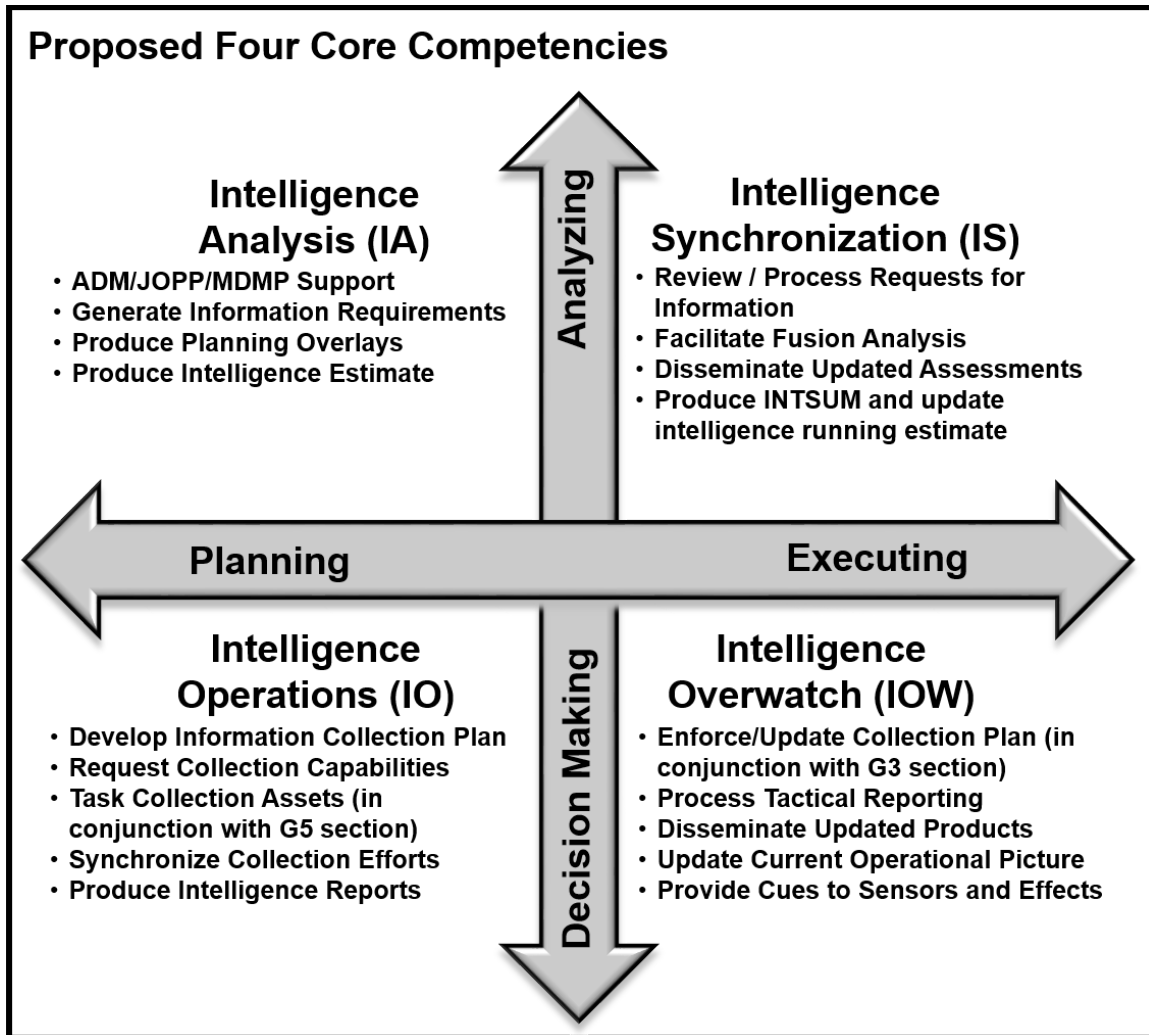 Proposed Four Core Competencies
Intelligence
Analysis (IA)
• ADM/JOPP/MDMP Support
• Generate Information Requirements
• Produce Planning Overlays
• Produce Intelligence Estimate
Analyzing
Intelligence
Synchronization (IS)
• Review / Process Requests for
Information
• Facilitate Fusion Analysis
• Disseminate Updated Assessments
• Produce INTSUM and update
intelligence running estimate
Planning
Executing
Intelligence
Operations (IO)
• Develop Information Collection Plan
• Request Collection Capabilities
• Task Collection Assets (in
conjunction with G5 section)
• Synchronize Collection Efforts
• Produce Intelligence Reports
Decision Making
Intelligence
Overwatch (IOW)
• Enforce/Update Collection Plan (in
conjunction with G3 section)
• Process Tactical Reporting
• Disseminate Updated Products
• Update Current Operational Picture
• Provide Cues to Sensors and Effects